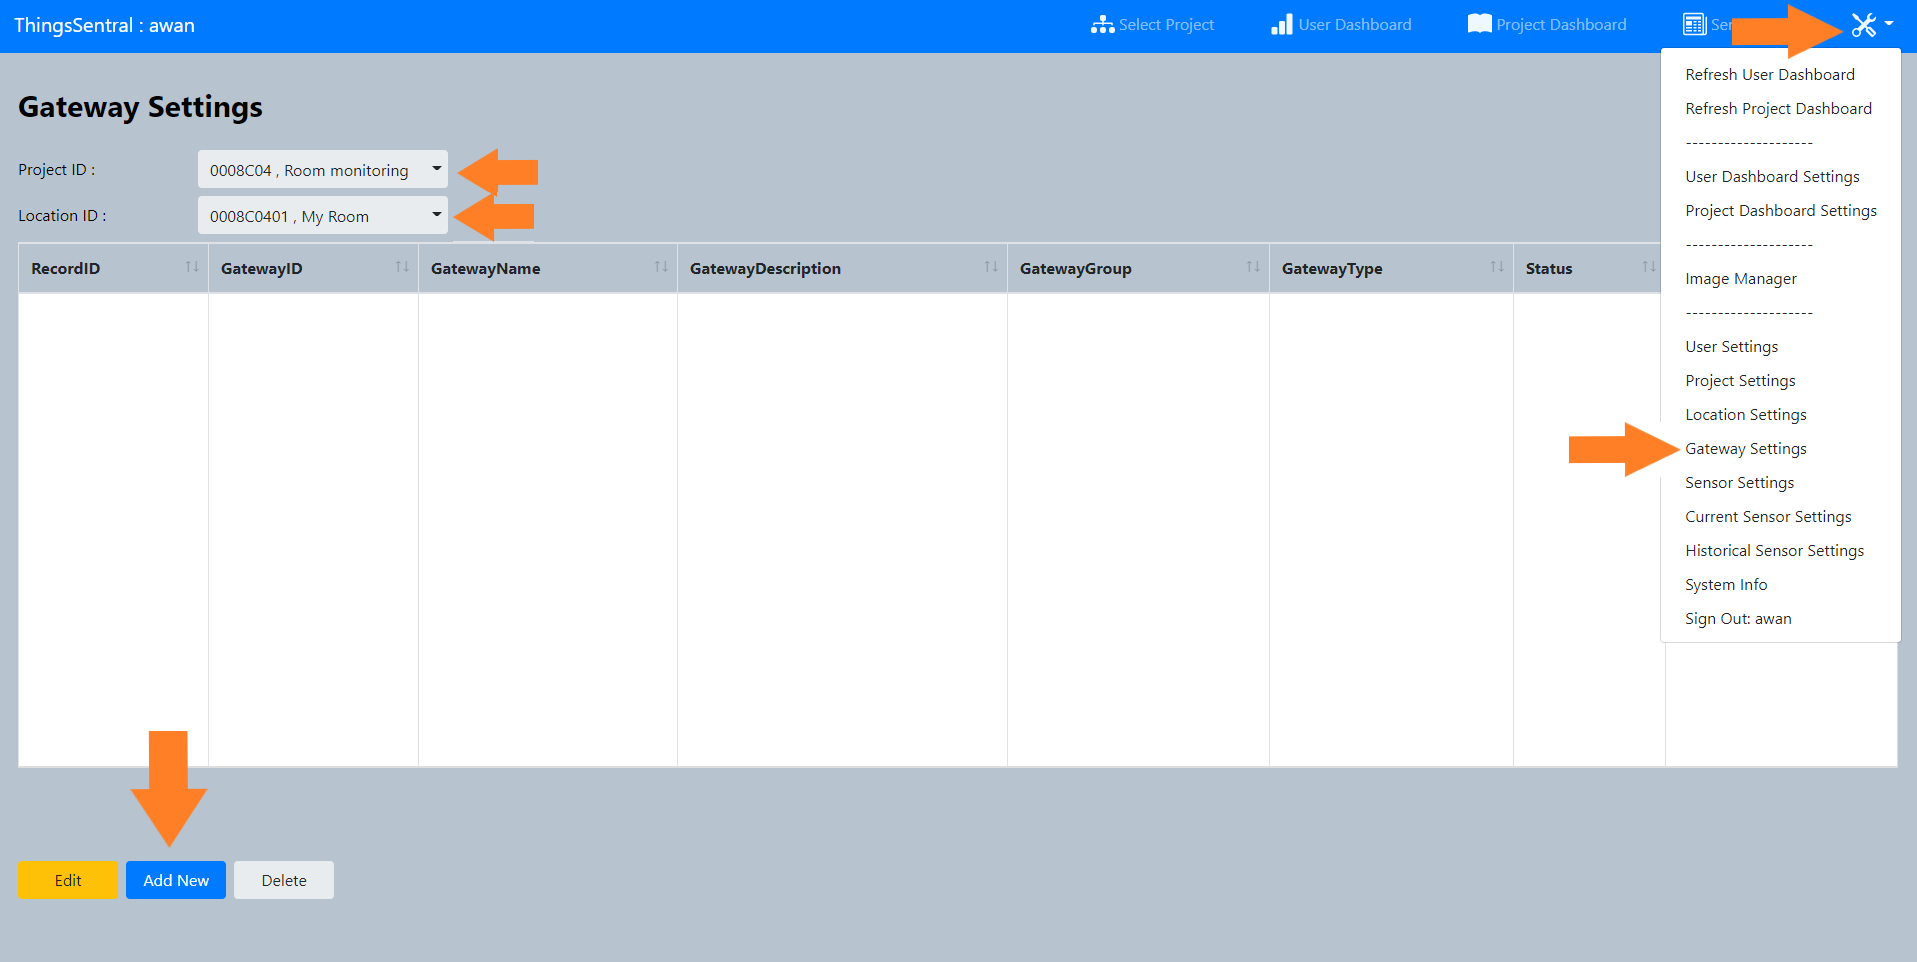 ThingsSentral : awan
Select Project
User Dashboard
Project Dashboard
Gateway Settings
Project ID :
0008C04 , Room monitoring
Location ID :
0008C0401 , My Room
RecordID GatewayID GatewayName GatewayDescription GatewayGroup GatewayType Status
Edit
Add New
Delete
Refresh User Dashboard
Refresh Project Dashboard
--------------------
User Dashboard Settings
Project Dashboard Settings
--------------------
Image Manager
--------------------
User Settings
Project Settings
Location Settings
Gateway Settings
Sensor Settings
Current Sensor Settings
Historical Sensor Settings
System Info
Sign Out: awan